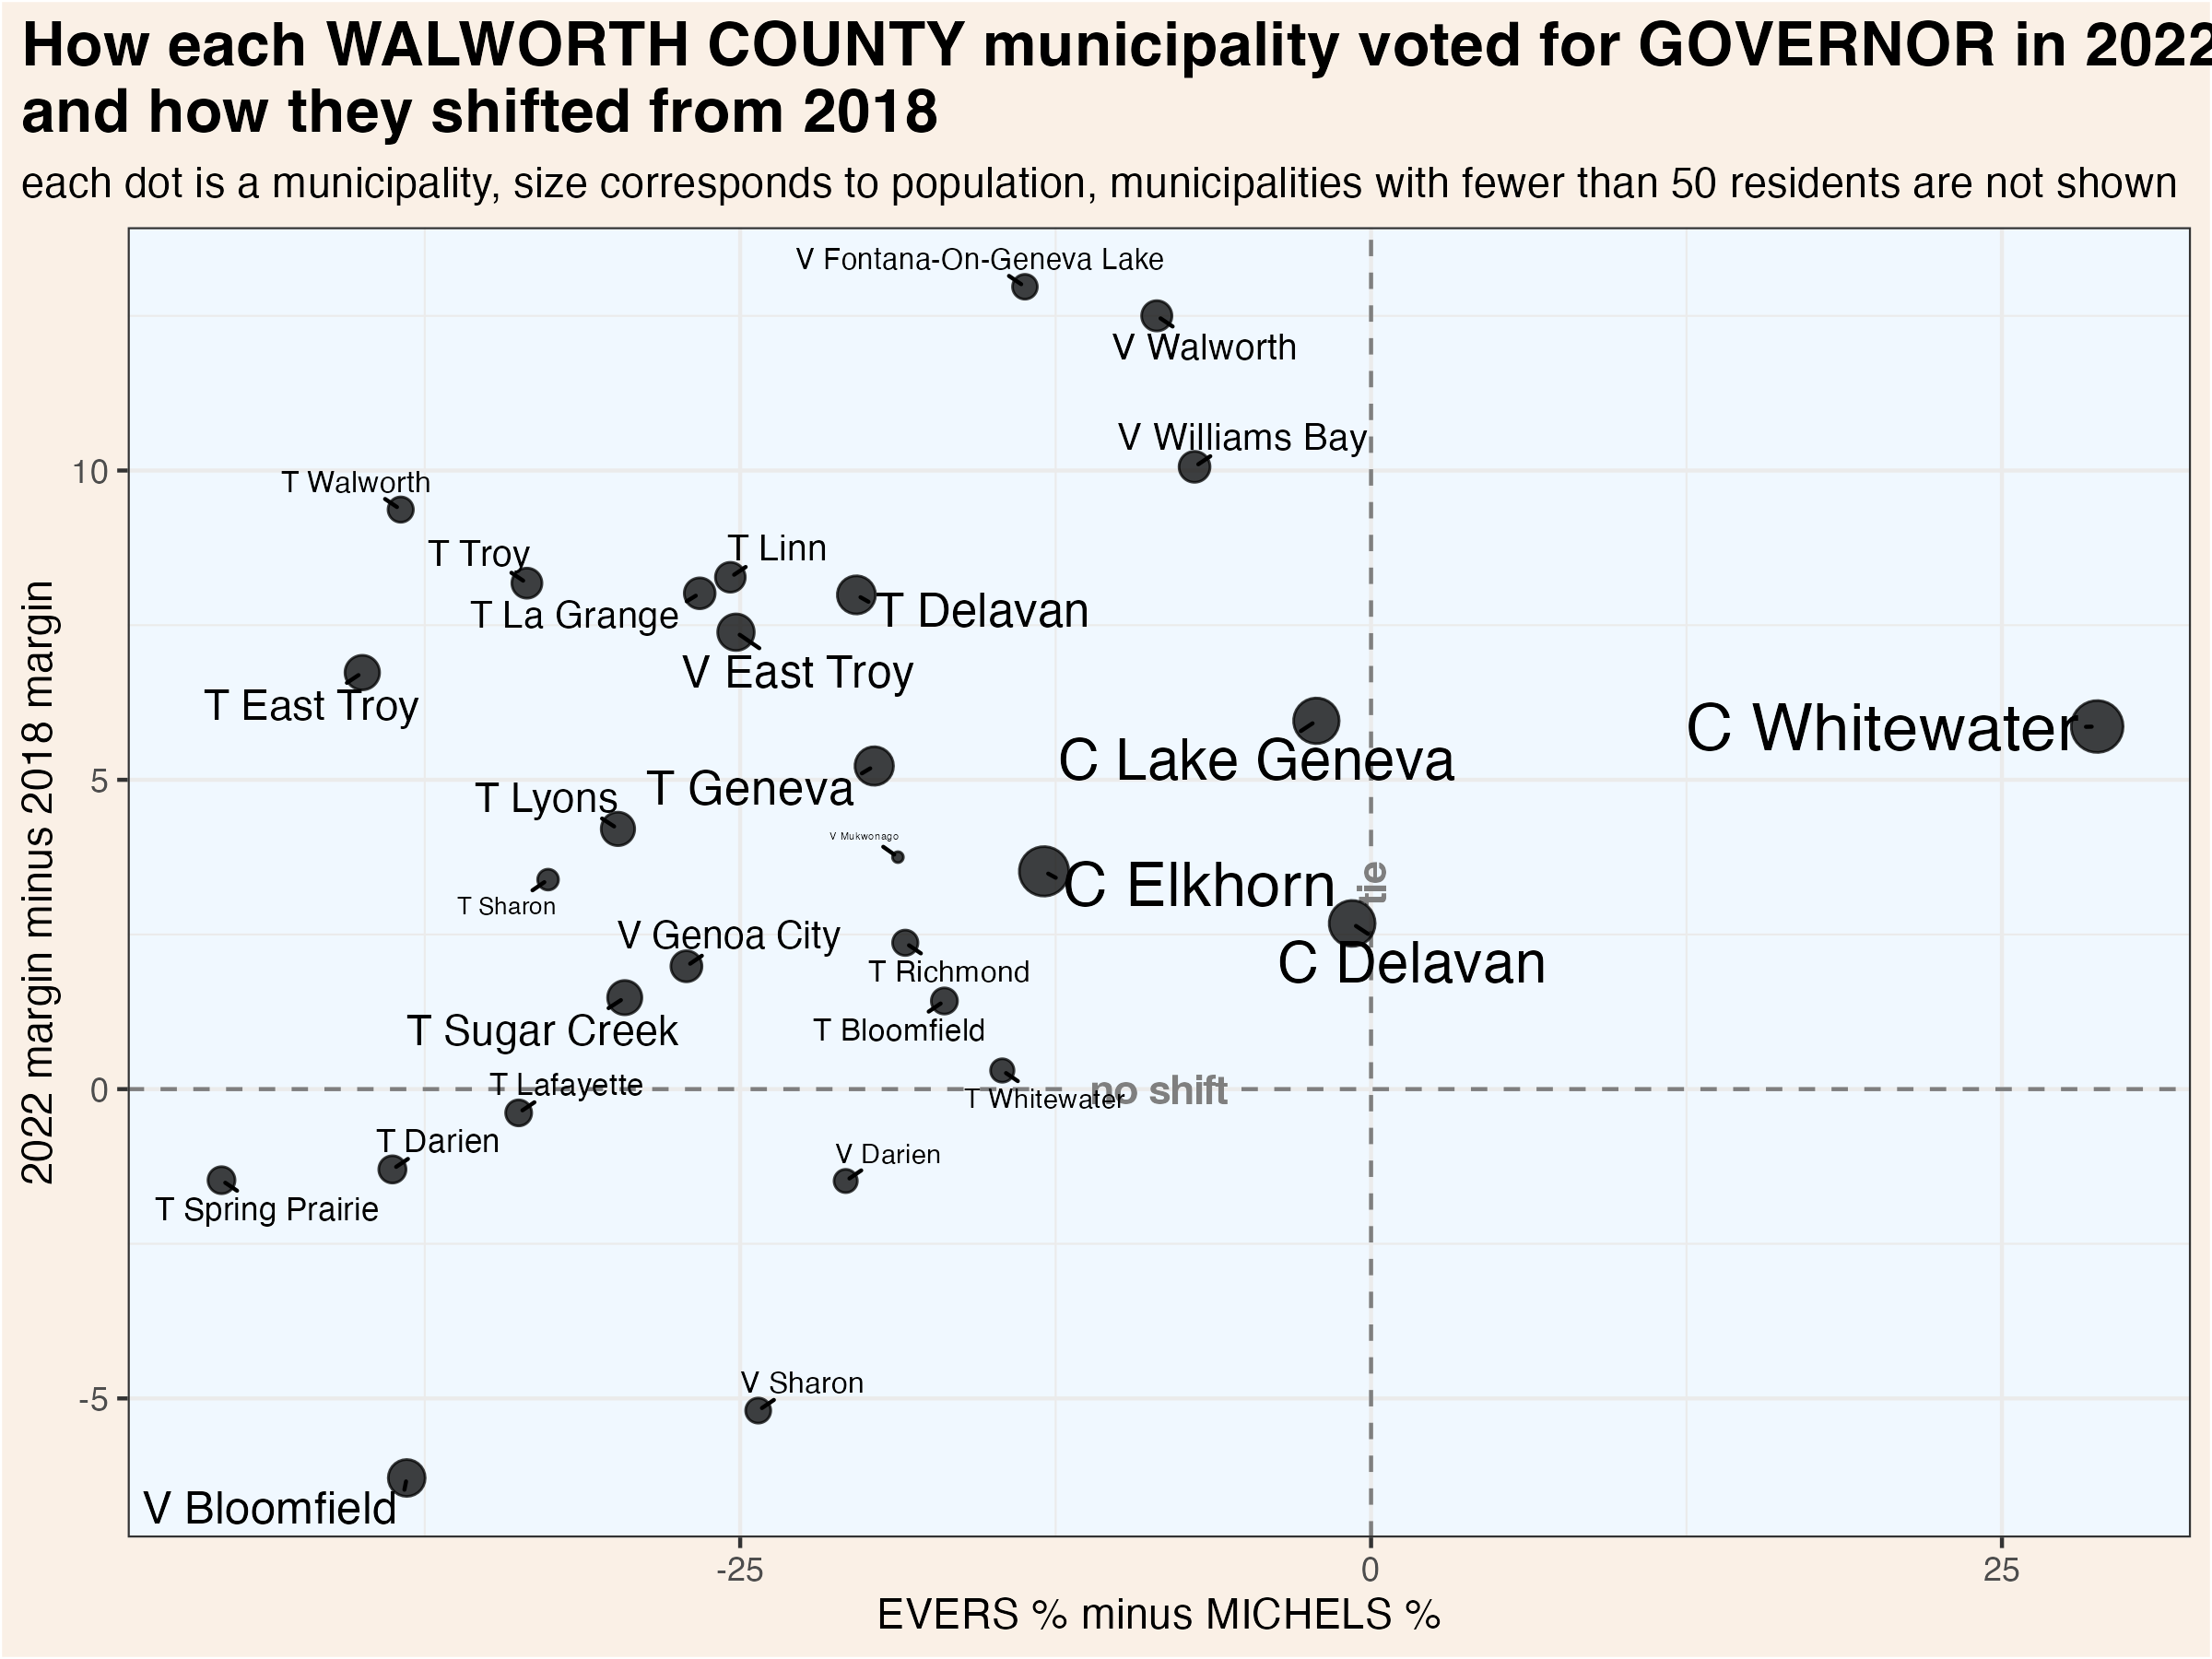 How each WALWORTH COUNTY municipality voted for GOVERNOR in 2022
and how they shifted from 2018
each dot is a municipality, size corresponds to population, municipalities with fewer than 50 residents are not shown
V Fontana-On-Geneva Lake
V Walworth
V Williams Bay
10
T Walworth
T Troy
T Linn
T La Grange
T Delavan
V East Troy
T East Troy
C Whitewater
C Lake Geneva
5
T Geneva
T Lyons
V Mukwonago
C Elkhorn
tie
T Sharon
V Genoa City
C Delavan
T Richmond
T Sugar Creek
T Bloomfield
0
T Lafayette
no shift
T Whitewater
T Darien
V Darien
T Spring Prairie
-5
V Sharon
V Bloomfield
2022 margin minus 2018 margin
-25
0
25
EVERS % minus MICHELS %